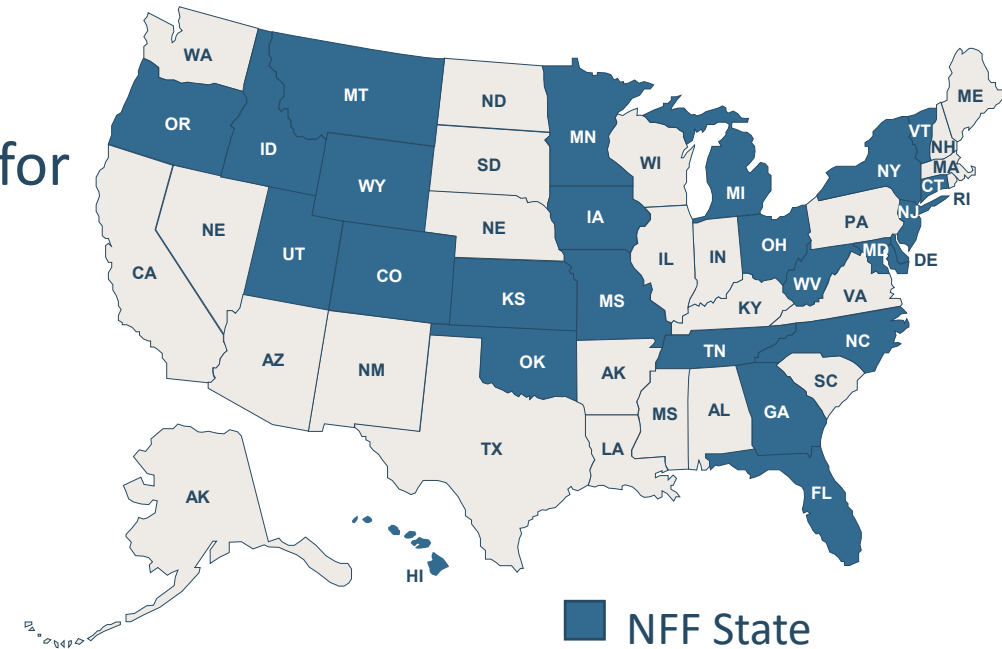 WA
MT
ND
ME
OR
MN
VT
NH
ID
SD
WI
MA
NY
WY
MI
CT
RI
NE
IA
NJ
NE
PA
UT
OH
MD
IL
IN
DE
CA
CO
WV
KS
MS
VA
KY
NC
TN
AZ
NM
OK
AK
SC
MS
AL
GA
TX
LA
AK
FL
HI
for
NFF State